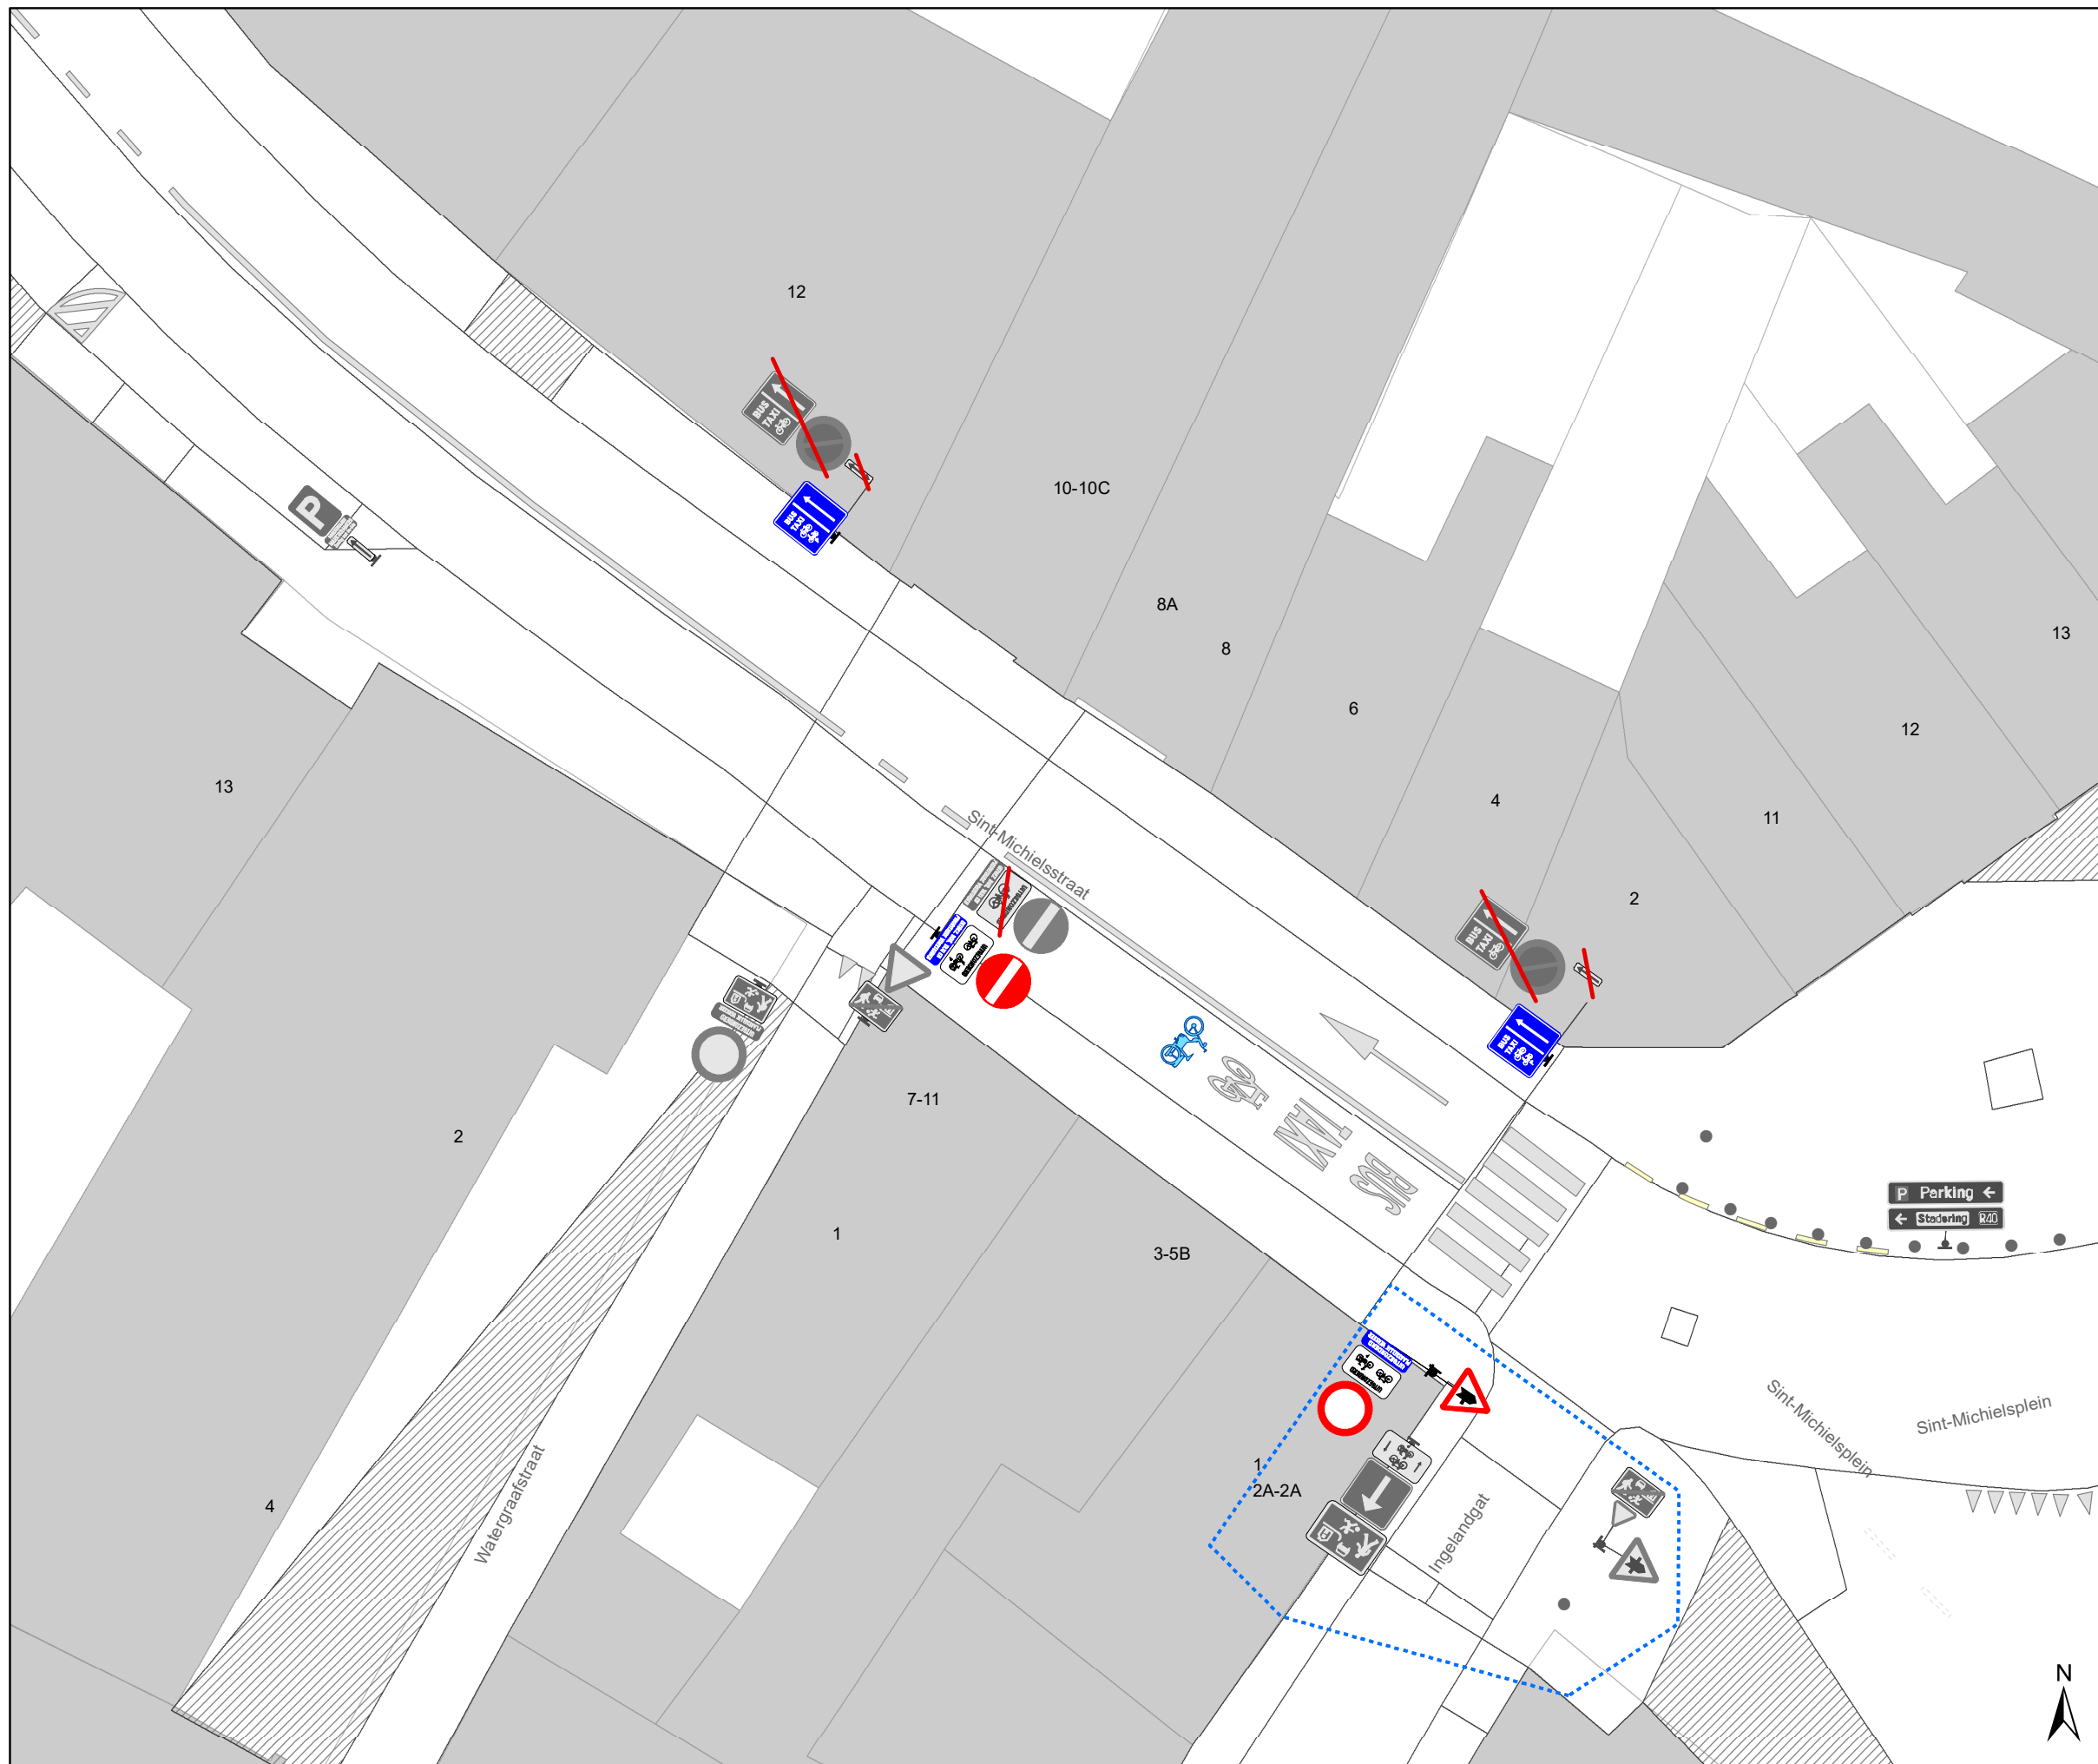 12
BUS
TAXI
10-10C
BUS
TAXI
P
8A
13
8
6
12
13
4
11
Sint-Michielsstraat
2
BUS
TAXI
BUS
TAXI
7-11
2
TAXI
BUS
P Parking
Stadsring R40
1
3-5B
UITGEZONDERD
Sint-Michielsplein
Sint-Michielsplein
1
2A-2A
4
Watergraafstraat
Ingelandgat
N